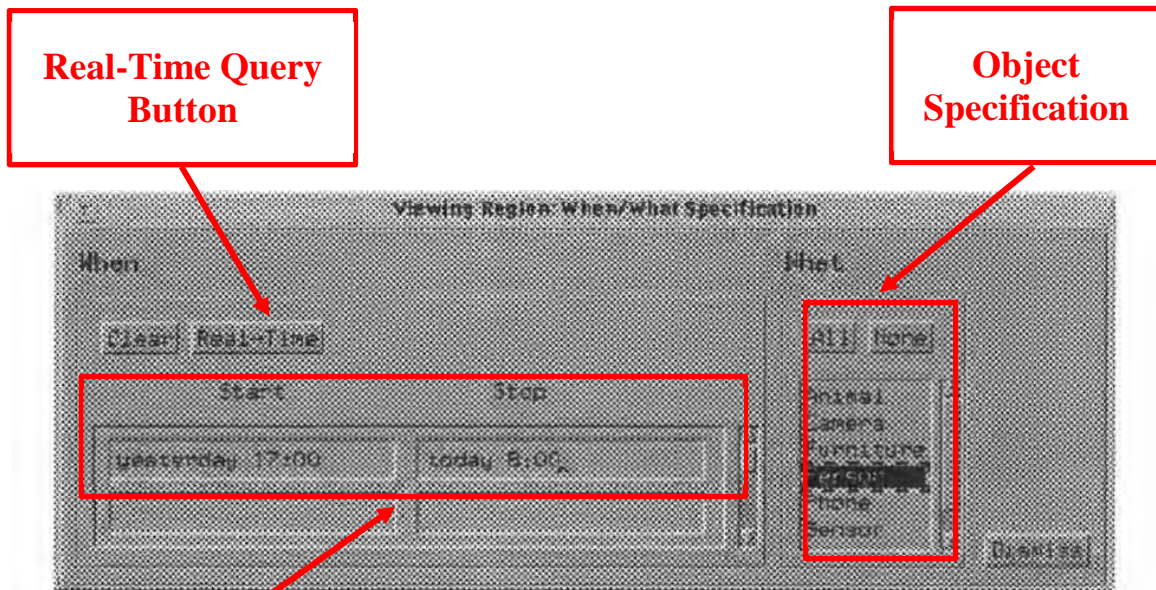 Real-Time Query
Button
Object
Specification
Viewing Region: When/What Specification
When
What
Clear Real-Time
All None
Start Stop
Animal
Camera
yesterday 17:00 today 8:00
Furniture
Person
Phone
Sensor
Dismiss